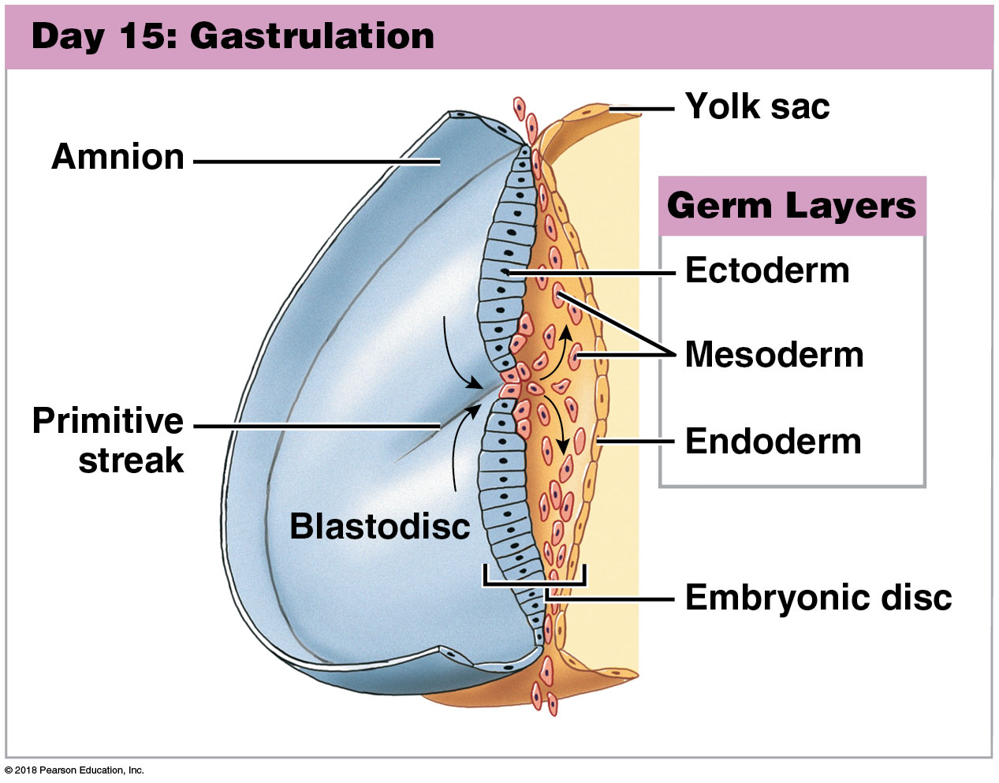 Day 15: Gastrulation
Yolk sac
Amnion
Germ Layers
Ectoderm
Mesoderm
Primitive
streak
Endoderm
Blastodisc
Embryonic disc
© 2018 Pearson Education, Inc.